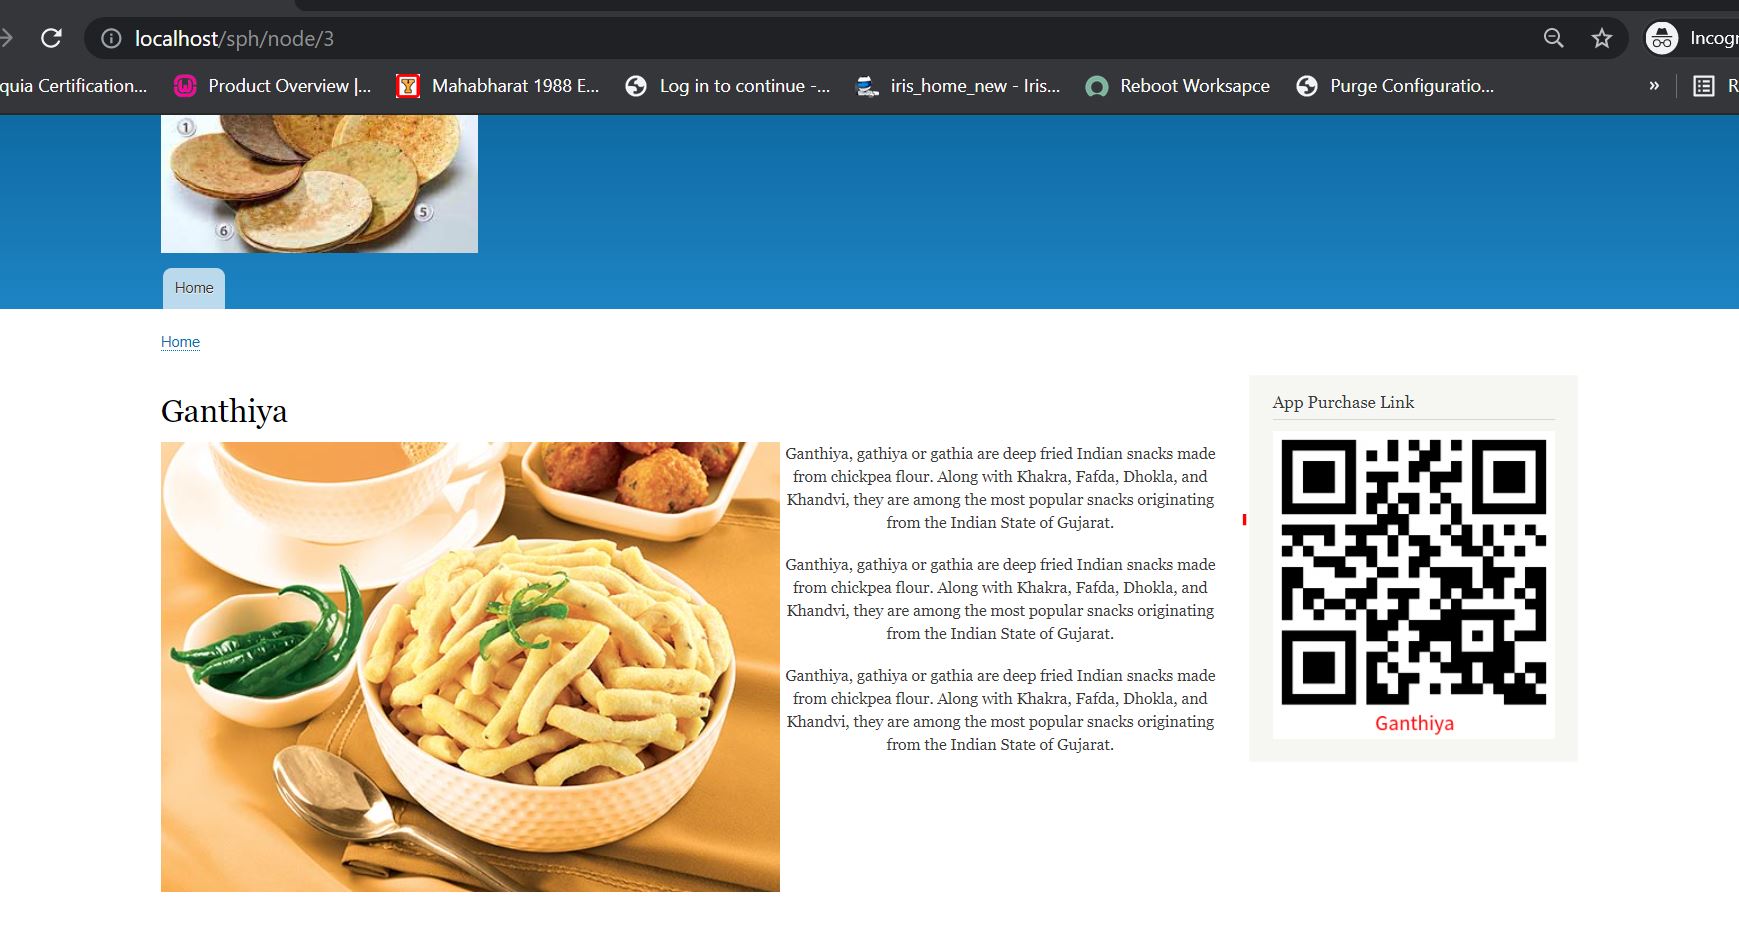 localhost/sph/node/3
Incogn
quia Certification... Product Overview |... Mahabharat 1988 E... Log in to continue -... iris_home_new - Iris... Reboot Worksapce Purge Configuratio... » R
1
5
6
Home
Home
Ganthiya
Ganthiya, gathiya or gathia are deep fried Indian snacks made
from chickpea flour. Along with Khakra, Fafda, Dhokla, and
Khandvi, they are among the most popular snacks originating
from the Indian State of Gujarat.
Ganthiya, gathiya or gathia are deep fried Indian snacks made
from chickpea flour. Along with Khakra, Fafda, Dhokla, and
Khandvi, they are among the most popular snacks originating
from the Indian State of Gujarat.
Ganthiya, gathiya or gathia are deep fried Indian snacks made
from chickpea flour. Along with Khakra, Fafda, Dhokla, and
Khandvi, they are among the most popular snacks originating
from the Indian State of Gujarat.
App Purchase Link
Ganthiya